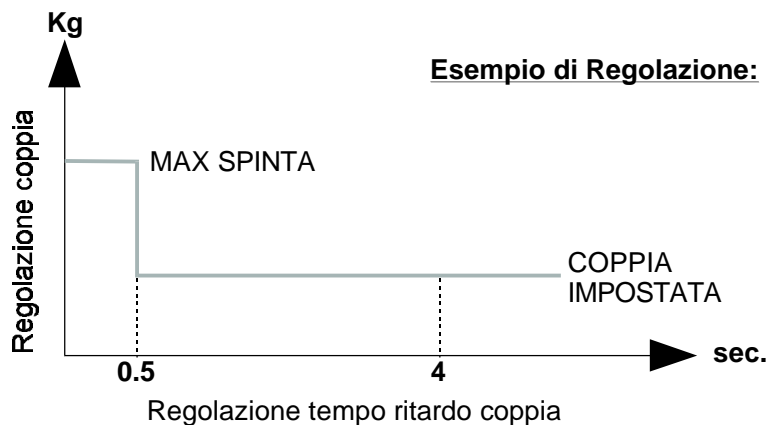 Kg
Esempio di Regolazione:
Regolazione coppia
MAX SPINTA
COPPIA
IMPOSTATA
sec.
0.5
4
Regolazione tempo ritardo coppia